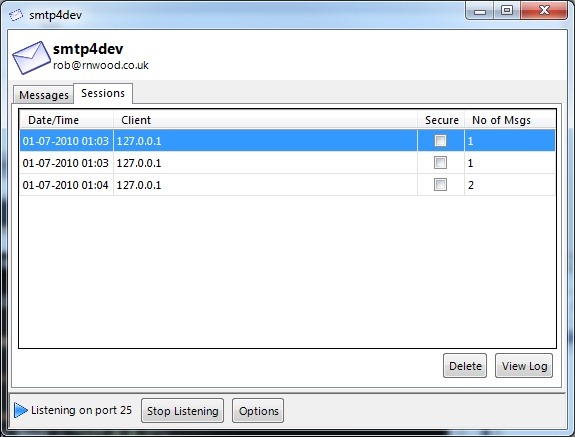 smtp4dev
smtp4dev
rob@rnwood.co.uk
Messages Sessions
Date/Time Client Secure No of Msgs
01-07-2010 01:03 127.0.0.1 1
01-07-2010 01:03 127.0.0.1 1
01-07-2010 01:04 127.0.0.1 2
Delete View Log
Listening on port 25 Stop Listening Options